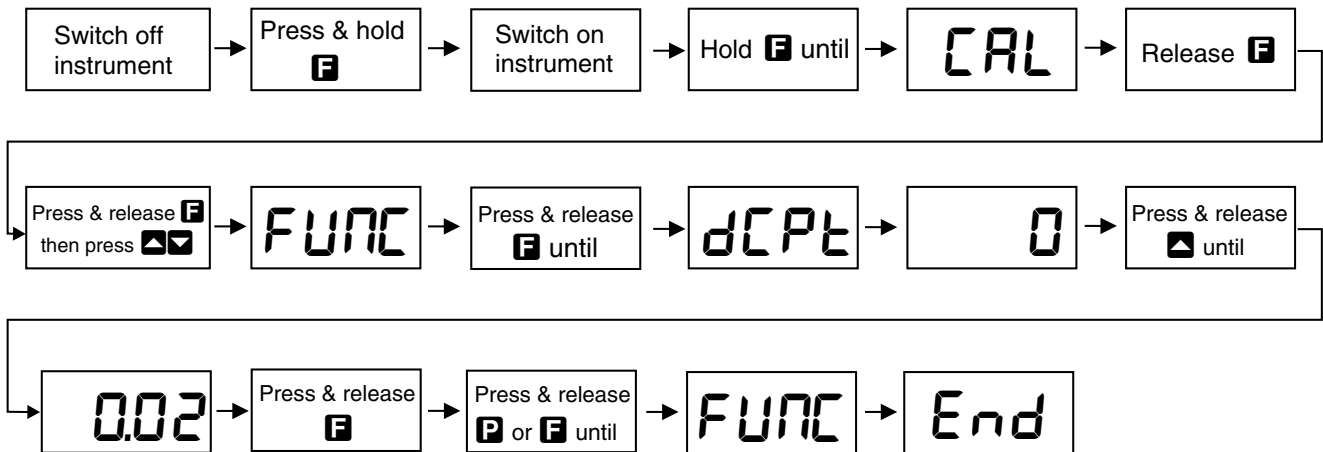 Switch off
instrument
Press & hold
F
Switch on
instrument
Hold F until
CAL
Release F
Press & release F
then press ▲▼
FUNC
Press & release
F until
dCPt
0
Press & release
▲ until
0.02
Press & release
F
Press & release
P or F until
FUNC
End